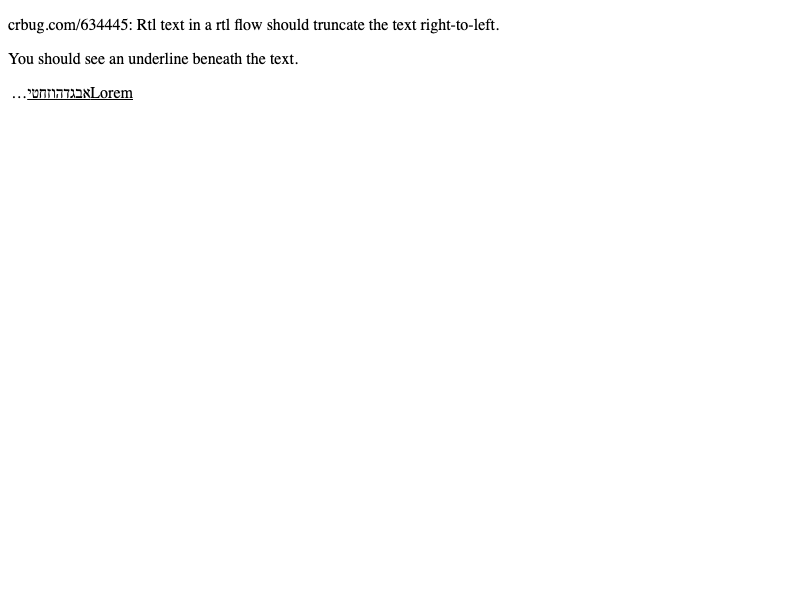 crbug.com/634445: Rtl text in a rtl flow should truncate the text right-to-left.
You should see an underline beneath the text.
Loremאבגדהוזחטי…